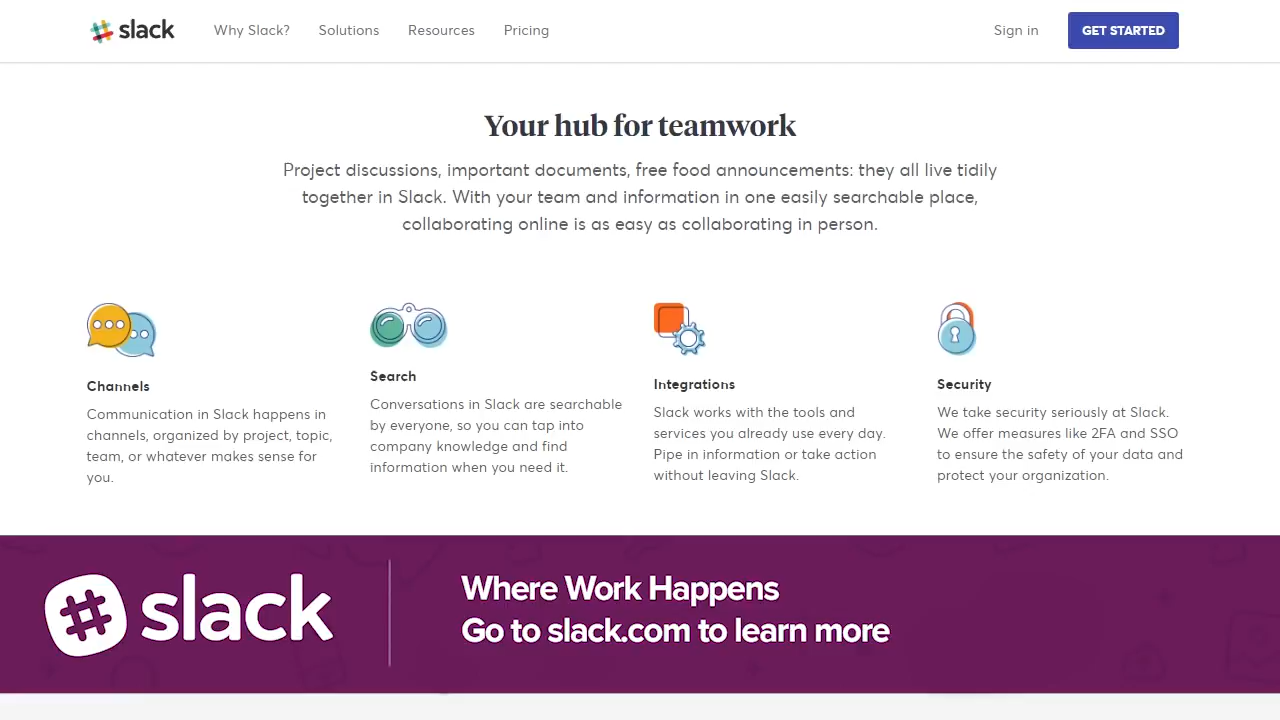 slack
Why Slack?
Solutions
Resources
Pricing
Sign in
GET STARTED
Your hub for teamwork
Project discussions, important documents, free food announcements: they all live tidily
together in Slack. With your team and information in one easily searchable place,
collaborating online is as easy as collaborating in person.
Channels
Communication in Slack happens in
channels, organized by project, topic,
team, or whatever makes sense for
you.
Search
Conversations in Slack are searchable
by everyone, so you can tap into
company knowledge and find
information when you need it.
Integrations
Slack works with the tools and
services you already use every day.
Pipe in information or take action
without leaving Slack.
Security
We take security seriously at Slack.
We offer measures like 2FA and SSO
to ensure the safety of your data and
protect your organization.
slack
Where Work Happens
Go to slack.com to learn more